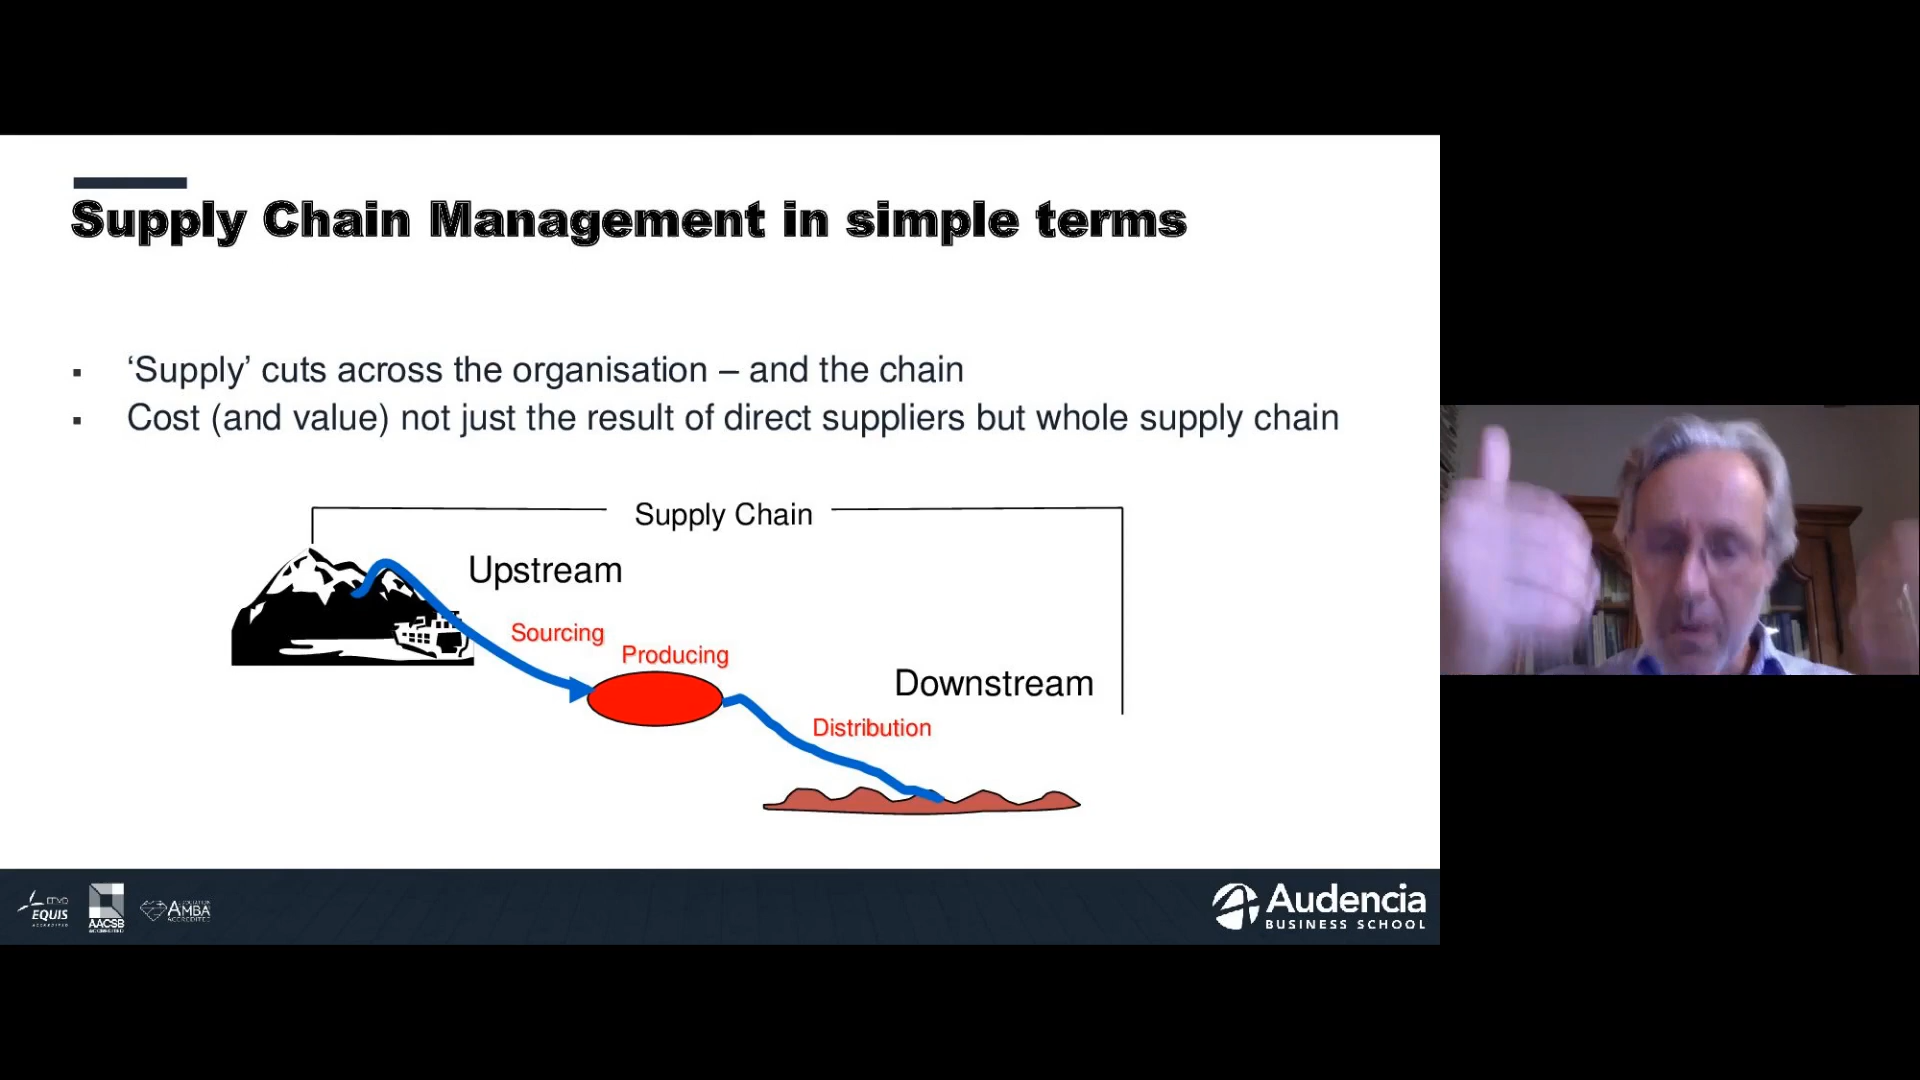 Supply Chain Management in simple terms
‘Supply’ cuts across the organisation – and the chain
Cost (and value) not just the result of direct suppliers but whole supply chain
Supply Chain
Upstream
Sourcing
Producing
Downstream
Distribution
EQUIS
AACSB
AMBA
Audencia
BUSINESS SCHOOL